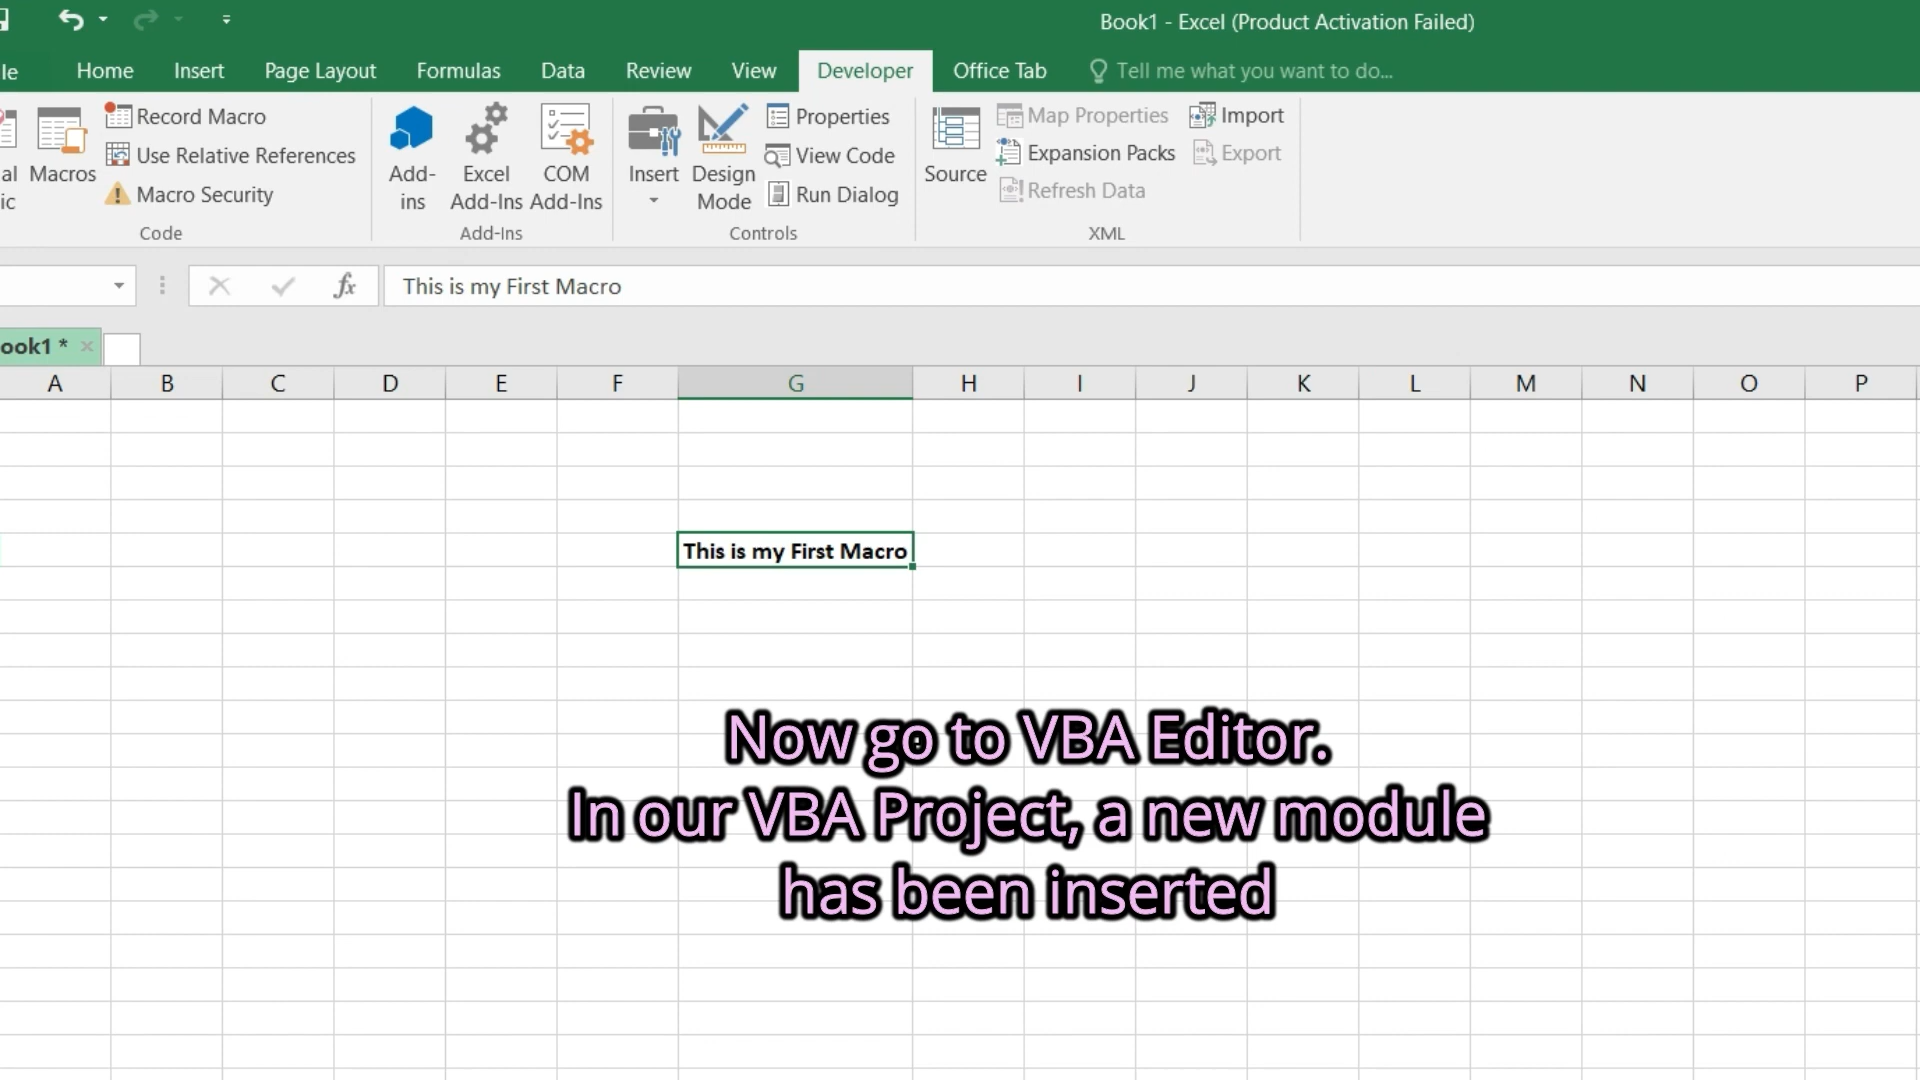 Book1 - Excel (Product Activation Failed)
le Home Insert Page Layout Formulas Data Review View Developer Office Tab Tell me what you want to do...
al
ic
Macros
Record Macro
Use Relative References
Macro Security
Code
Add-
ins
Excel
Add-Ins
COM
Add-Ins
Add-Ins
Insert
Design
Mode
Properties
View Code
Run Dialog
Controls
Source
Map Properties
Expansion Packs
Refresh Data
Import
Export
XML
fx This is my First Macro
ook1 *
A B C D E F G H I J K L M N O P
This is my First Macro
Now go to VBA Editor.
In our VBA Project, a new module
has been inserted